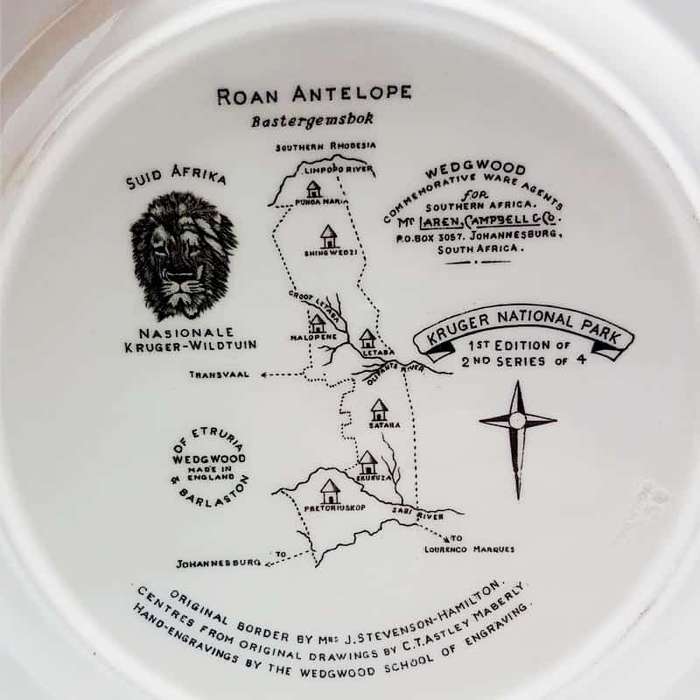 ROAN ANTELOPE
Bastergemsbok
SOUTHERN RHODESIA
LIMPOPO RIVER
PUNDA MARIA
SUID AFRIKA
NASIONALE
KRUGER-WILDTUIN
WEDGWOOD
COMMEMORATIVE WARE AGENTS
for
SOUTHERN AFRICA.
Mc LAREN, CAMPBELL & Co.
P.O. BOX 3057. JOHANNESBURG,
SOUTH AFRICA.
SHINGWEDZI
GROOT LETABA
MALOPENE
LETABA
OLIFANTS RIVER
KRUGER NATIONAL PARK
1ST EDITION OF
2ND SERIES OF 4
TRANSVAAL
SATARA
OF ETRURIA
WEDGWOOD
MADE IN
ENGLAND
& BARLASTON
SKUKUZA
PRETORIUSKOP
SABI RIVER
TO
JOHANNESBURG
TO
LOURENCO MARQUES
ORIGINAL BORDER BY MRS J. STEVENSON-HAMILTON.
CENTRES FROM ORIGINAL DRAWINGS BY C.T. ASTLEY MABERLY.
HAND-ENGRAVINGS BY THE WEDGWOOD SCHOOL OF ENGRAVING.